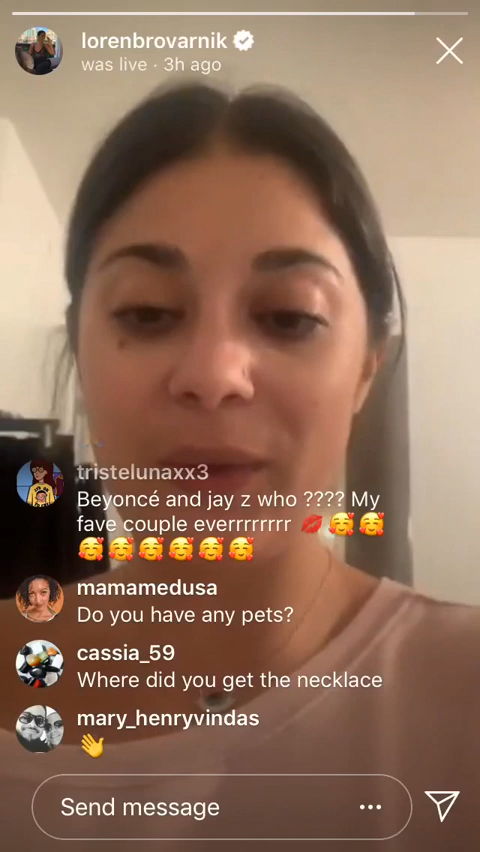 lorenbrovarnik
was live · 3h ago
tristelunaxx3
Beyoncé and jay z who ???? My
fave couple everrrrrrrr 💋🥰🥰
🥰🥰🥰🥰🥰🥰
mamamedusa
Do you have any pets?
cassia_59
Where did you get the necklace
mary_henryvindas
👋
Send message